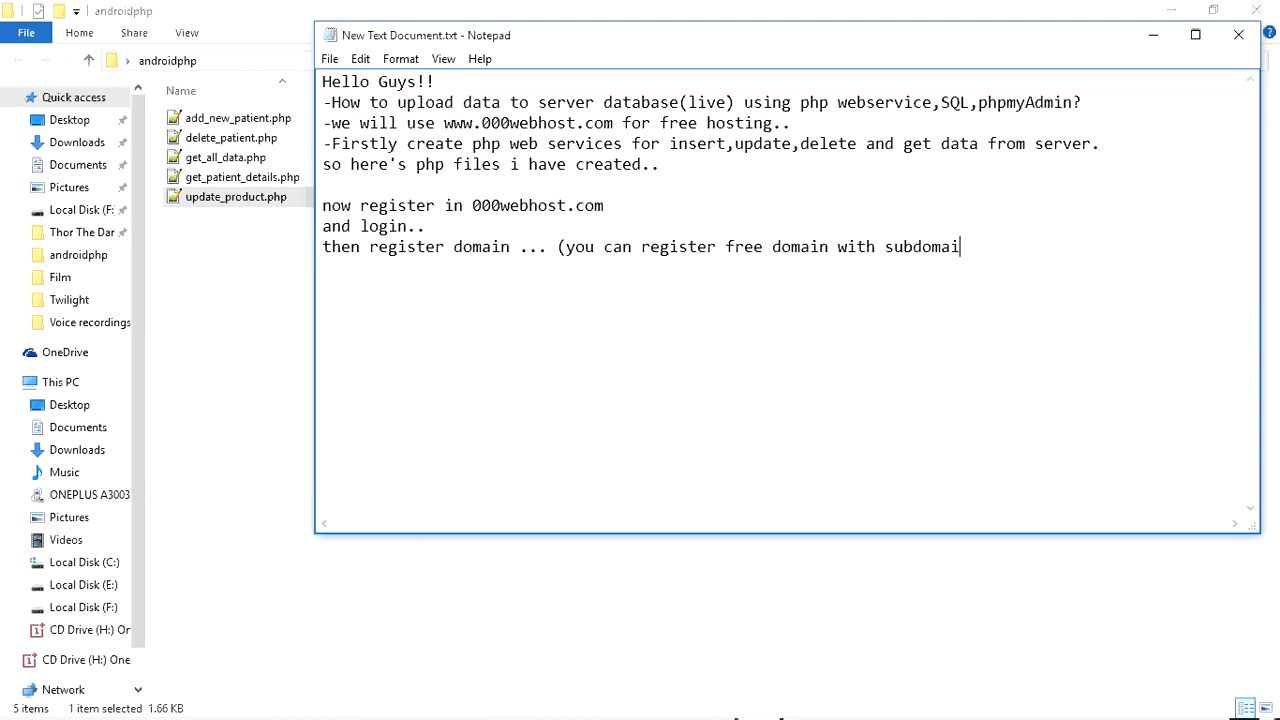 androidphp
File Home Share View
androidphp
Quick access
Desktop
Downloads
Documents
Pictures
Local Disk (F:
Thor The Dar
androidphp
Film
Twilight
Voice recordings
OneDrive
This PC
Desktop
Documents
Downloads
Music
ONEPLUS A3003
Pictures
Videos
Local Disk (C:)
Local Disk (E:)
Local Disk (F:)
CD Drive (H:) On
CD Drive (H:) One
Network
Name
add_new_patient.php
delete_patient.php
get_all_data.php
get_patient_details.php
update_product.php
5 items 1 item selected 1.66 KB
New Text Document.txt - Notepad
File Edit Format View Help
Hello Guys!!
-How to upload data to server database(live) using php webservice,SQL,phpmyAdmin?
-we will use www.000webhost.com for free hosting..
-Firstly create php web services for insert,update,delete and get data from server.
so here's php files i have created..
now register in 000webhost.com
and login..
then register domain ... (you can register free domain with subdomai